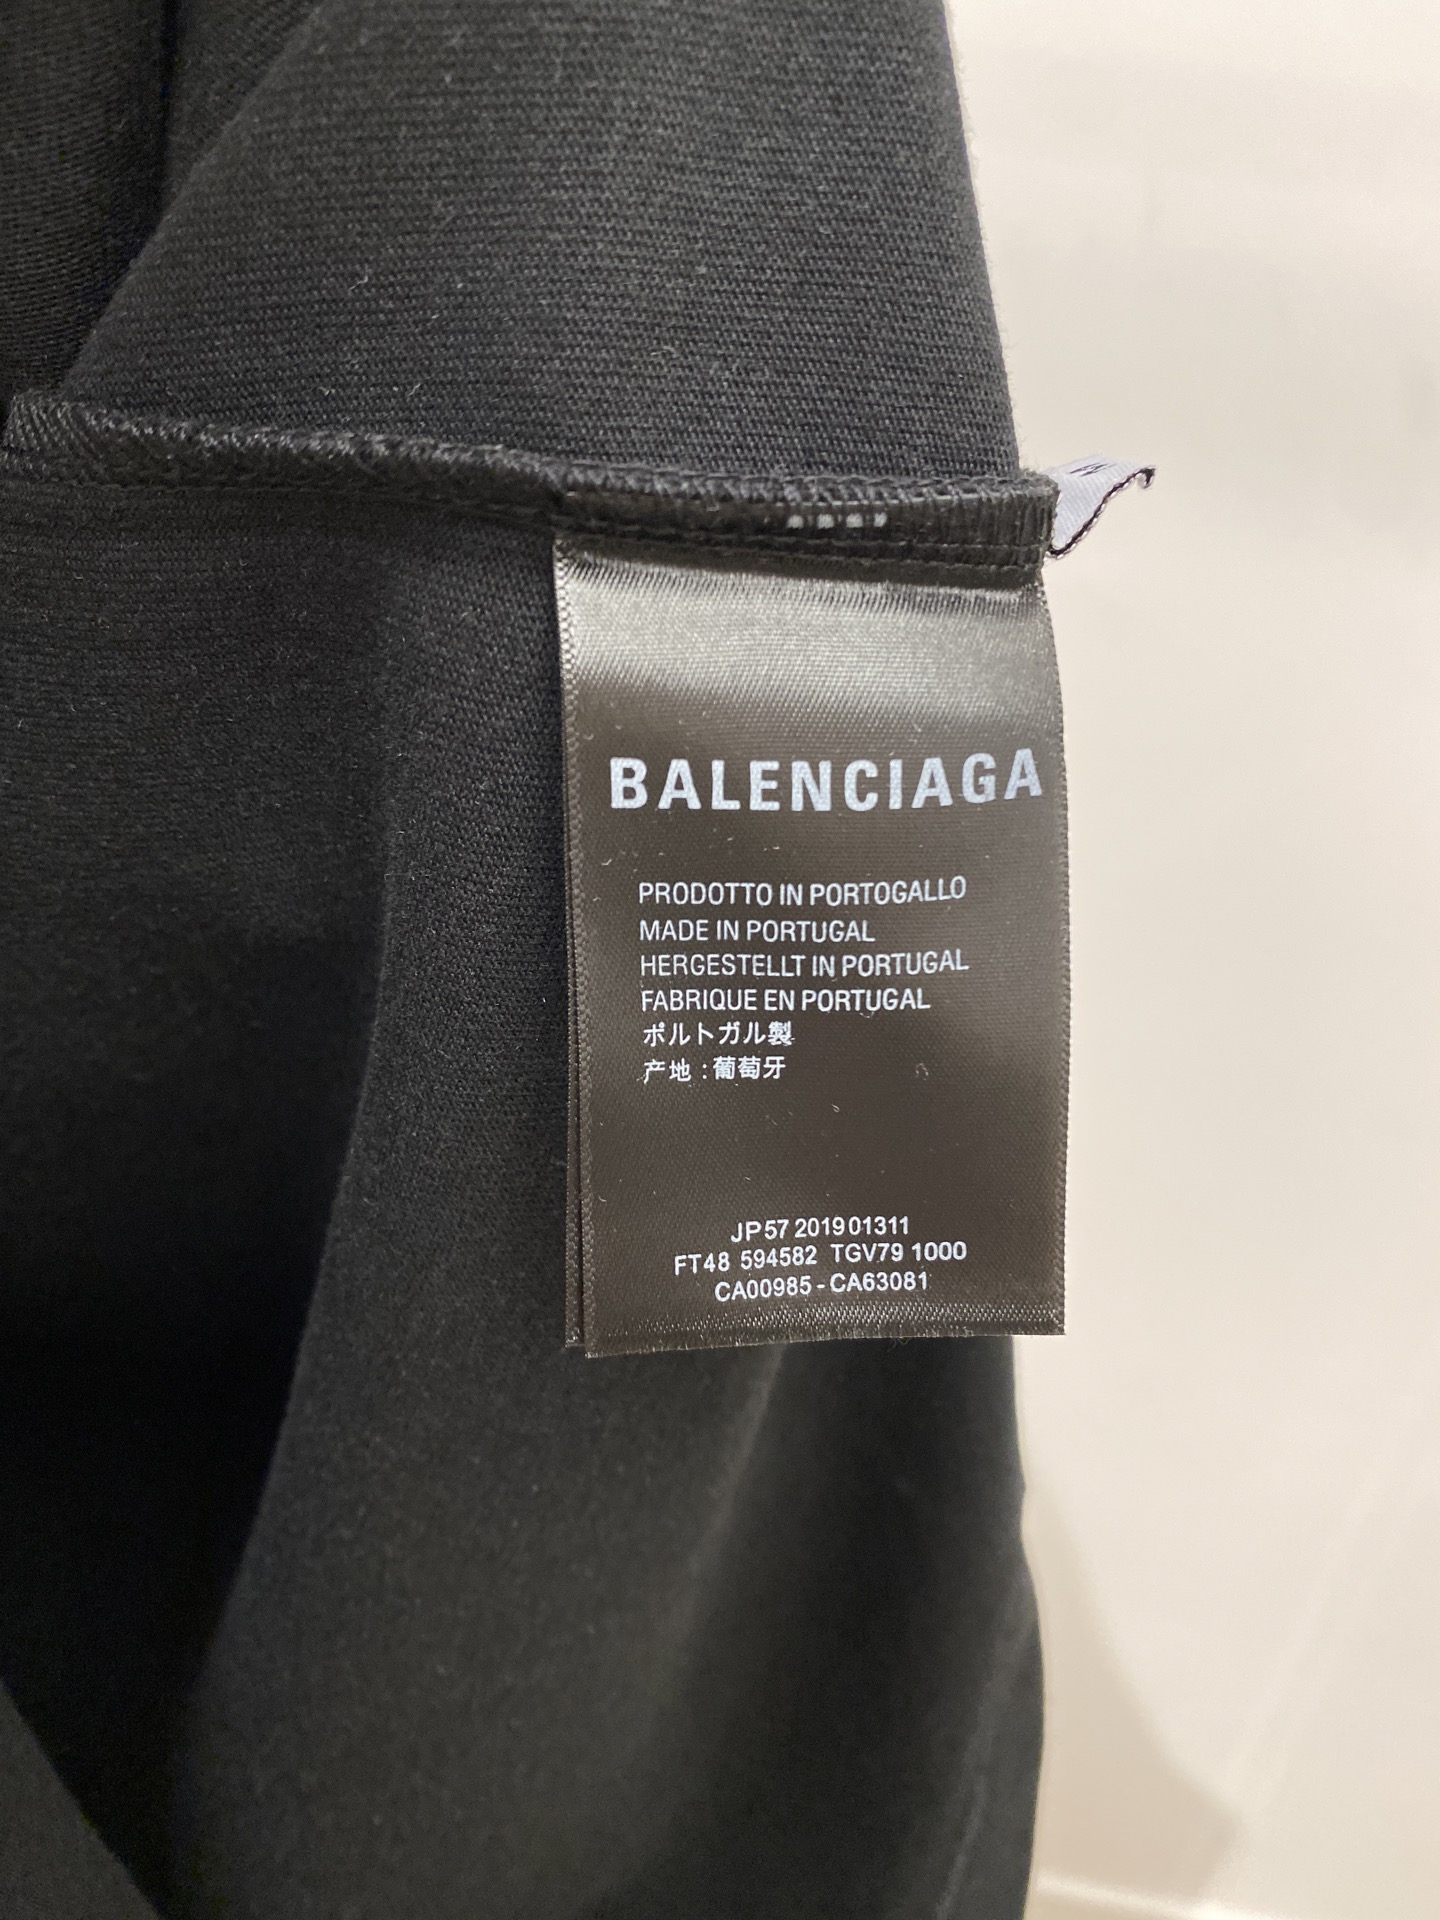 BALENCIAGA
PRODOTTO IN PORTOGALLO
MADE IN PORTUGAL
HERGESTELLT IN PORTUGAL
FABRIQUE EN PORTUGAL
ポルトガル製
产地 : 葡萄牙
JP57 201901311
FT48 594582 TGV79 1000
CA00985 - CA63081